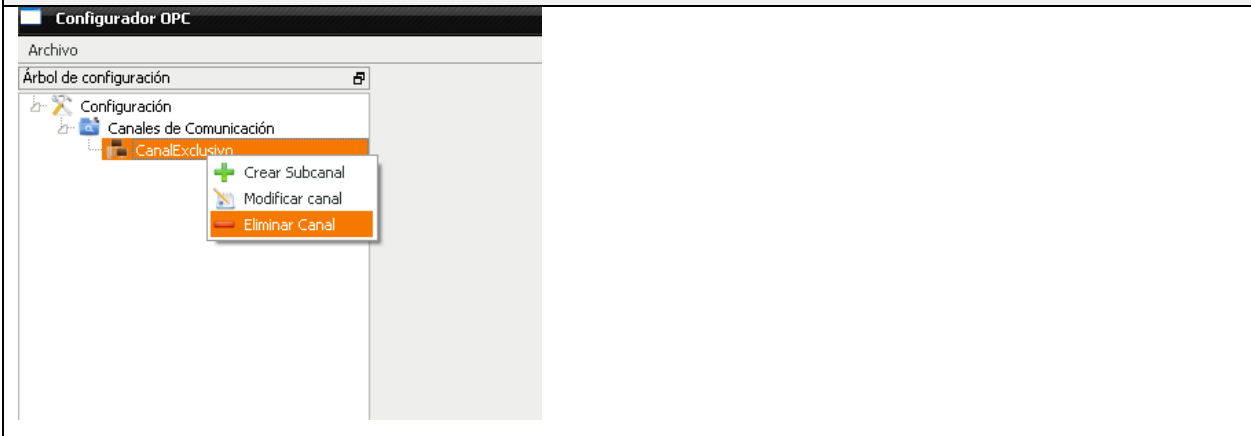 Configurador OPC
Archivo
Árbol de configuración
Configuración
Canales de Comunicación
CanalExclusivo
Crear Subcanal
Modificar canal
Eliminar Canal